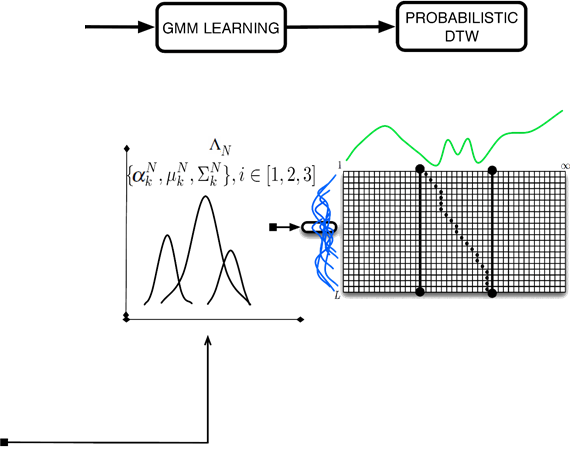 GMM LEARNING
PROBABILISTIC
DTW
Λ_N
{α_k^N, μ_k^N, Σ_k^N}, i ∈ [1, 2, 3]
1
∞
L